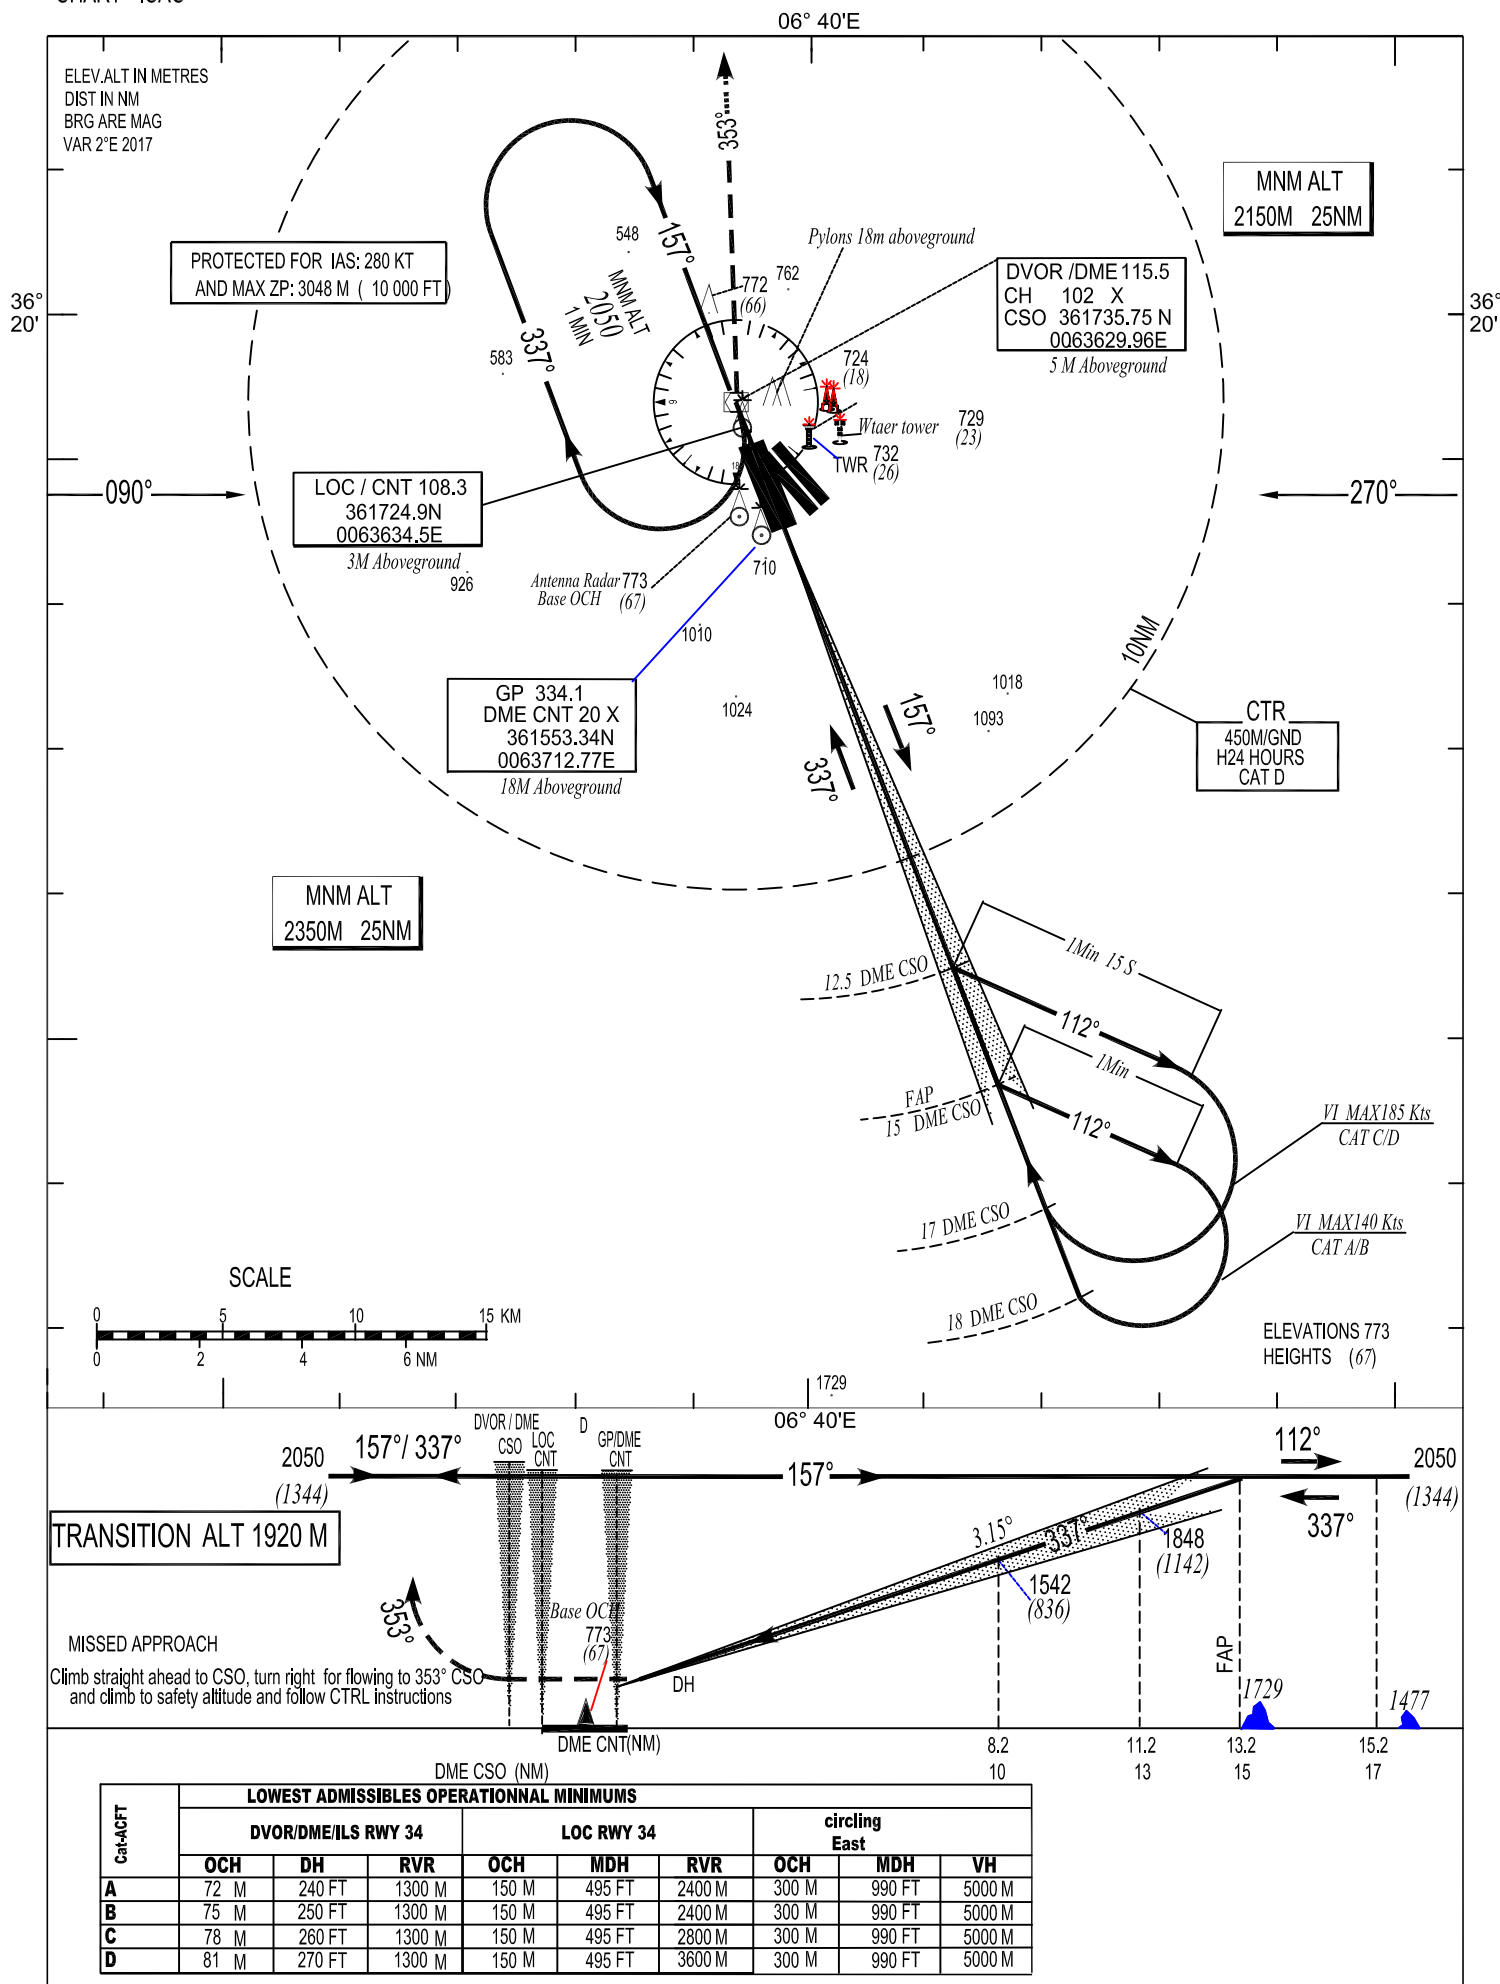 06° 40'E
ELEV.ALT IN METRES
DIST IN NM
BRG ARE MAG
VAR 2°E 2017
353°
MNM ALT
2150M 25NM
PROTECTED FOR IAS: 280 KT
AND MAX ZP: 3048 M ( 10 000 FT )
157°
548
MNM ALT
2050
1 MIN
337°
583
772
(66)
762
Pylons 18m aboveground
DVOR /DME 115.5
CH 102 X
CSO 361735.75 N
0063629.96E
5 M Aboveground
36°
20'
36°
20'
9
18
724
(18)
Wtaer tower
729
(23)
TWR 732
(26)
090°
270°
LOC / CNT 108.3
361724.9N
0063634.5E
3M Aboveground
926
Antenna Radar 773
Base OCH (67)
710
1010
GP 334.1
DME CNT 20 X
361553.34N
0063712.77E
18M Aboveground
1024
1018
1093
10NM
157°
337°
CTR
450M/GND
H24 HOURS
CAT D
MNM ALT
2350M 25NM
12.5 DME CSO
1Min 15 S
112°
1Min
FAP
15 DME CSO
112°
VI MAX185 Kts
CAT C/D
17 DME CSO
VI MAX140 Kts
CAT A/B
18 DME CSO
SCALE
0 5 10 15 KM
0 2 4 6 NM
ELEVATIONS 773
HEIGHTS (67)
1729
06° 40'E
DVOR / DME
CSO
LOC
CNT
D
GP/DME
CNT
2050
(1344)
157°/ 337°
157°
112°
2050
(1344)
337°
TRANSITION ALT 1920 M
3.15°
337°
1848
(1142)
1542
(836)
353°
Base OCH
773
(67)
MISSED APPROACH
Climb straight ahead to CSO, turn right for flowing to 353° CSO
and climb to safety altitude and follow CTRL instructions
DH
FAP
1729
1477
DME CNT(NM)
8.2 11.2 13.2 15.2
DME CSO (NM)
10 13 15 17
Cat-ACFT
LOWEST ADMISSIBLES OPERATIONNAL MINIMUMS
DVOR/DME/ILS RWY 34 LOC RWY 34 circling
East
OCH DH RVR OCH MDH RVR OCH MDH VH
A 72 M 240 FT 1300 M 150 M 495 FT 2400 M 300 M 990 FT 5000 M
B 75 M 250 FT 1300 M 150 M 495 FT 2400 M 300 M 990 FT 5000 M
C 78 M 260 FT 1300 M 150 M 495 FT 2800 M 300 M 990 FT 5000 M
D 81 M 270 FT 1300 M 150 M 495 FT 3600 M 300 M 990 FT 5000 M